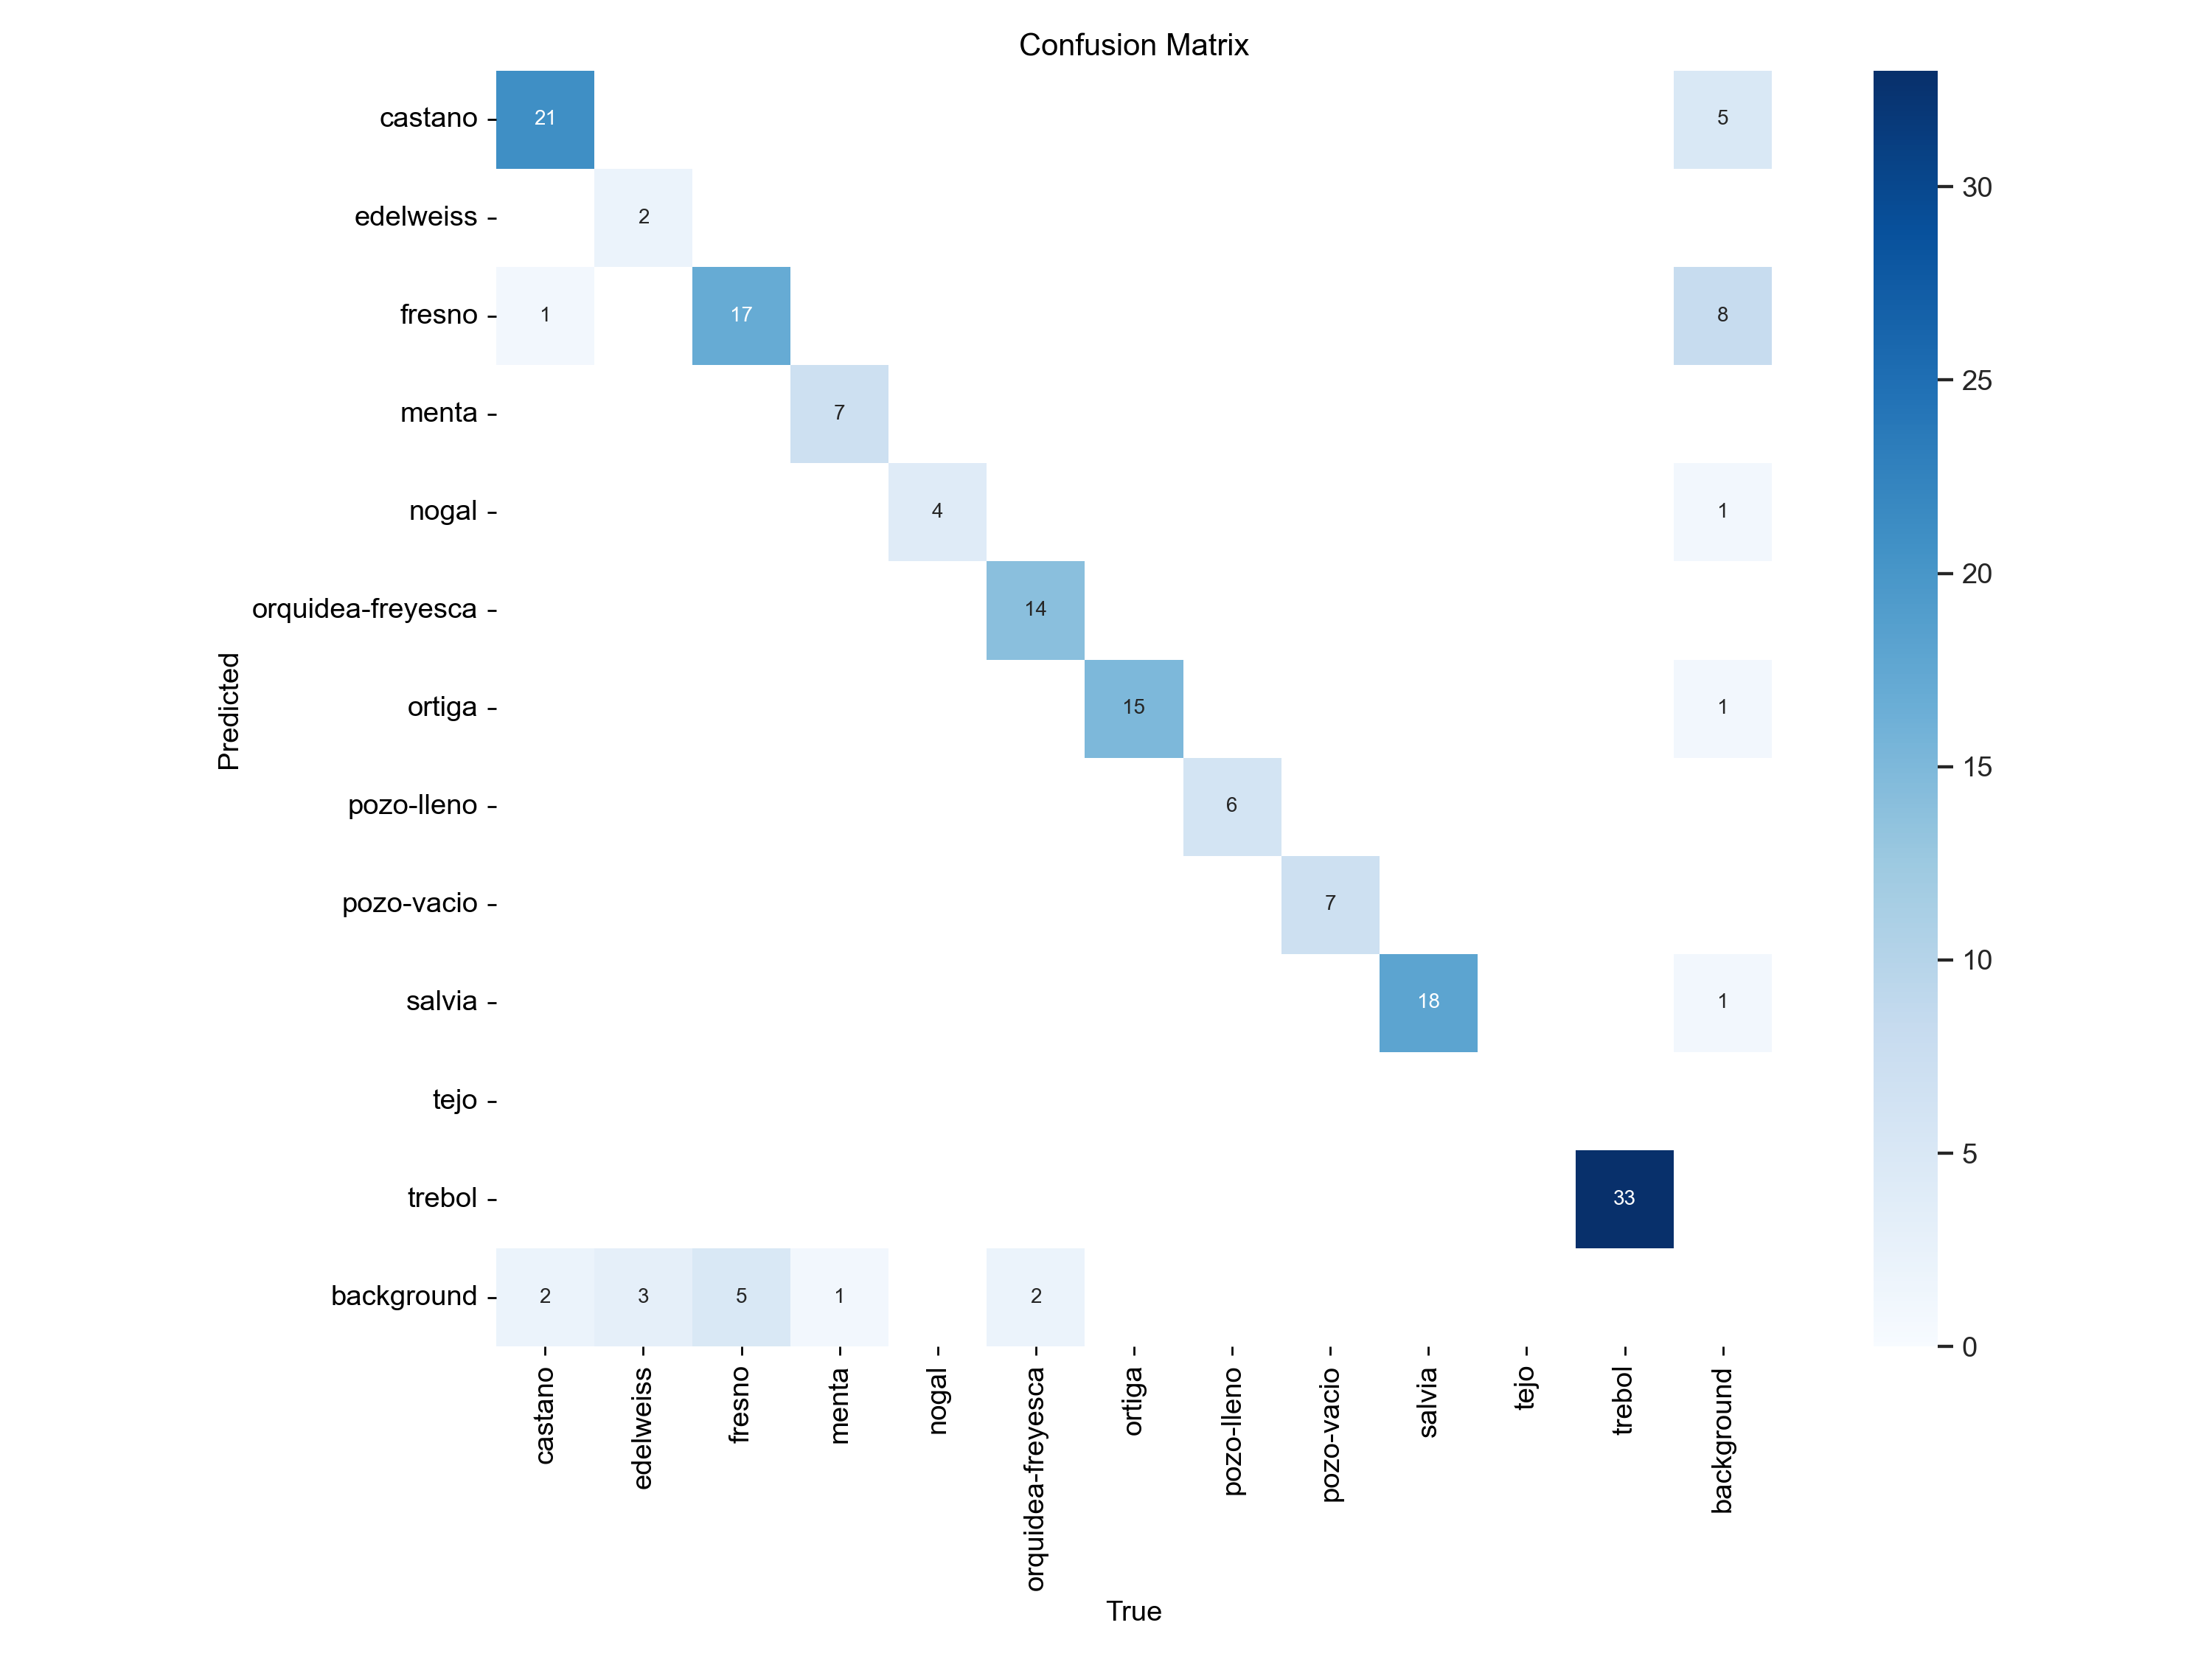 Confusion Matrix
castano 21 5
edelweiss 2
fresno 1 17 8
menta 7
nogal 4 1
orquidea-freyesca 14
ortiga 15 1
pozo-lleno 6
pozo-vacio 7
salvia 18 1
tejo
trebol 33
background 2 3 5 1 2
castano edelweiss fresno menta nogal orquidea-freyesca ortiga pozo-lleno pozo-vacio salvia tejo trebol background
True
Predicted
30
25
20
15
10
5
0